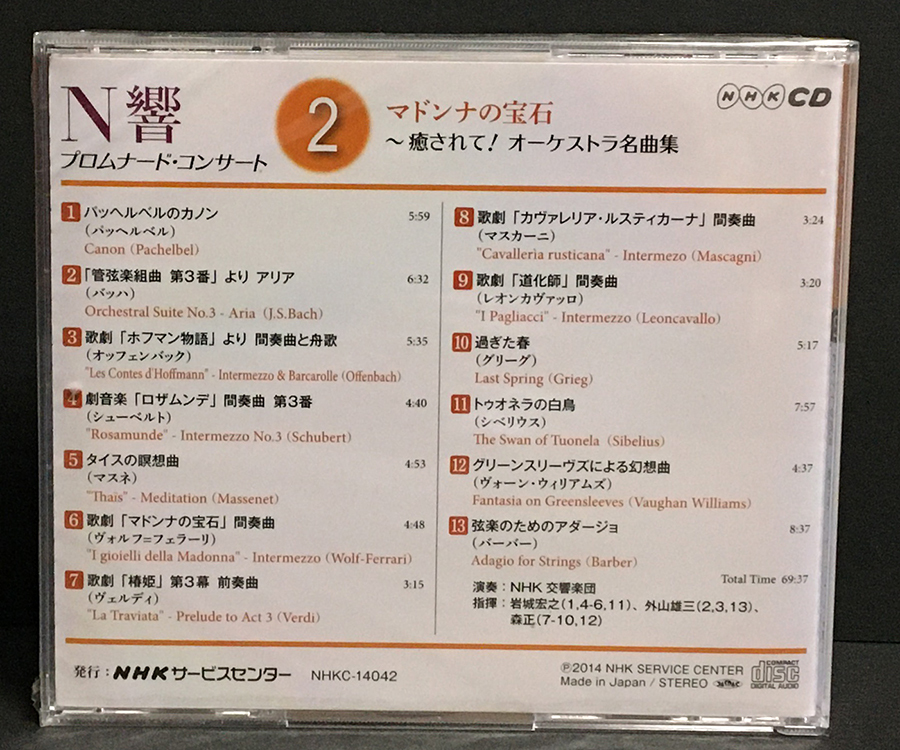 N響
プロムナード・コンサート
2
マドンナの宝石
～癒されて！ オーケストラ名曲集
NHK CD
1 パッヘルベルのカノン 5:59
（パッヘルベル）
Canon (Pachelbel)
2 「管弦楽組曲 第3番」より アリア 6:32
（バッハ）
Orchestral Suite No.3 - Aria (J.S.Bach)
3 歌劇「ホフマン物語」より 間奏曲と舟歌 5:35
（オッフェンバック）
"Les Contes d'Hoffmann" - Intermezzo & Barcarolle (Offenbach)
4 劇音楽「ロザムンデ」間奏曲 第3番 4:40
（シューベルト）
"Rosamunde" - Intermezzo No.3 (Schubert)
5 タイスの瞑想曲 4:53
（マスネ）
"Thais" - Meditation (Massenet)
6 歌劇「マドンナの宝石」間奏曲 4:48
（ヴォルフ＝フェラーリ）
"I gioielli della Madonna" - Intermezzo (Wolf-Ferrari)
7 歌劇「椿姫」第3幕 前奏曲 3:15
（ヴェルディ）
"La Traviata" - Prelude to Act 3 (Verdi)
8 歌劇「カヴァレリア・ルスティカーナ」間奏曲 3:24
（マスカーニ）
"Cavalleria rusticana" - Intermezo (Mascagni)
9 歌劇「道化師」間奏曲 3:20
（レオンカヴァッロ）
"I Pagliacci" - Intermezzo (Leoncavallo)
10 過ぎた春 5:17
（グリーグ）
Last Spring (Grieg)
11 トゥオネラの白鳥 7:57
（シベリウス）
The Swan of Tuonela (Sibelius)
12 グリーンスリーヴズによる幻想曲 4:37
（ヴォーン・ウィリアムズ）
Fantasia on Greensleeves (Vaughan Williams)
13 弦楽のためのアダージョ 8:37
（バーバー）
Adagio for Strings (Barber)
Total Time 69:37
演奏：NHK 交響楽団
指揮：岩城宏之(1,4-6,11)、外山雄三(2,3,13)、
森正(7-10,12)
発行：NHKサービスセンター NHKC-14042
℗2014 NHK SERVICE CENTER
Made in Japan / STEREO
COMPACT
disc
DIGITAL AUDIO